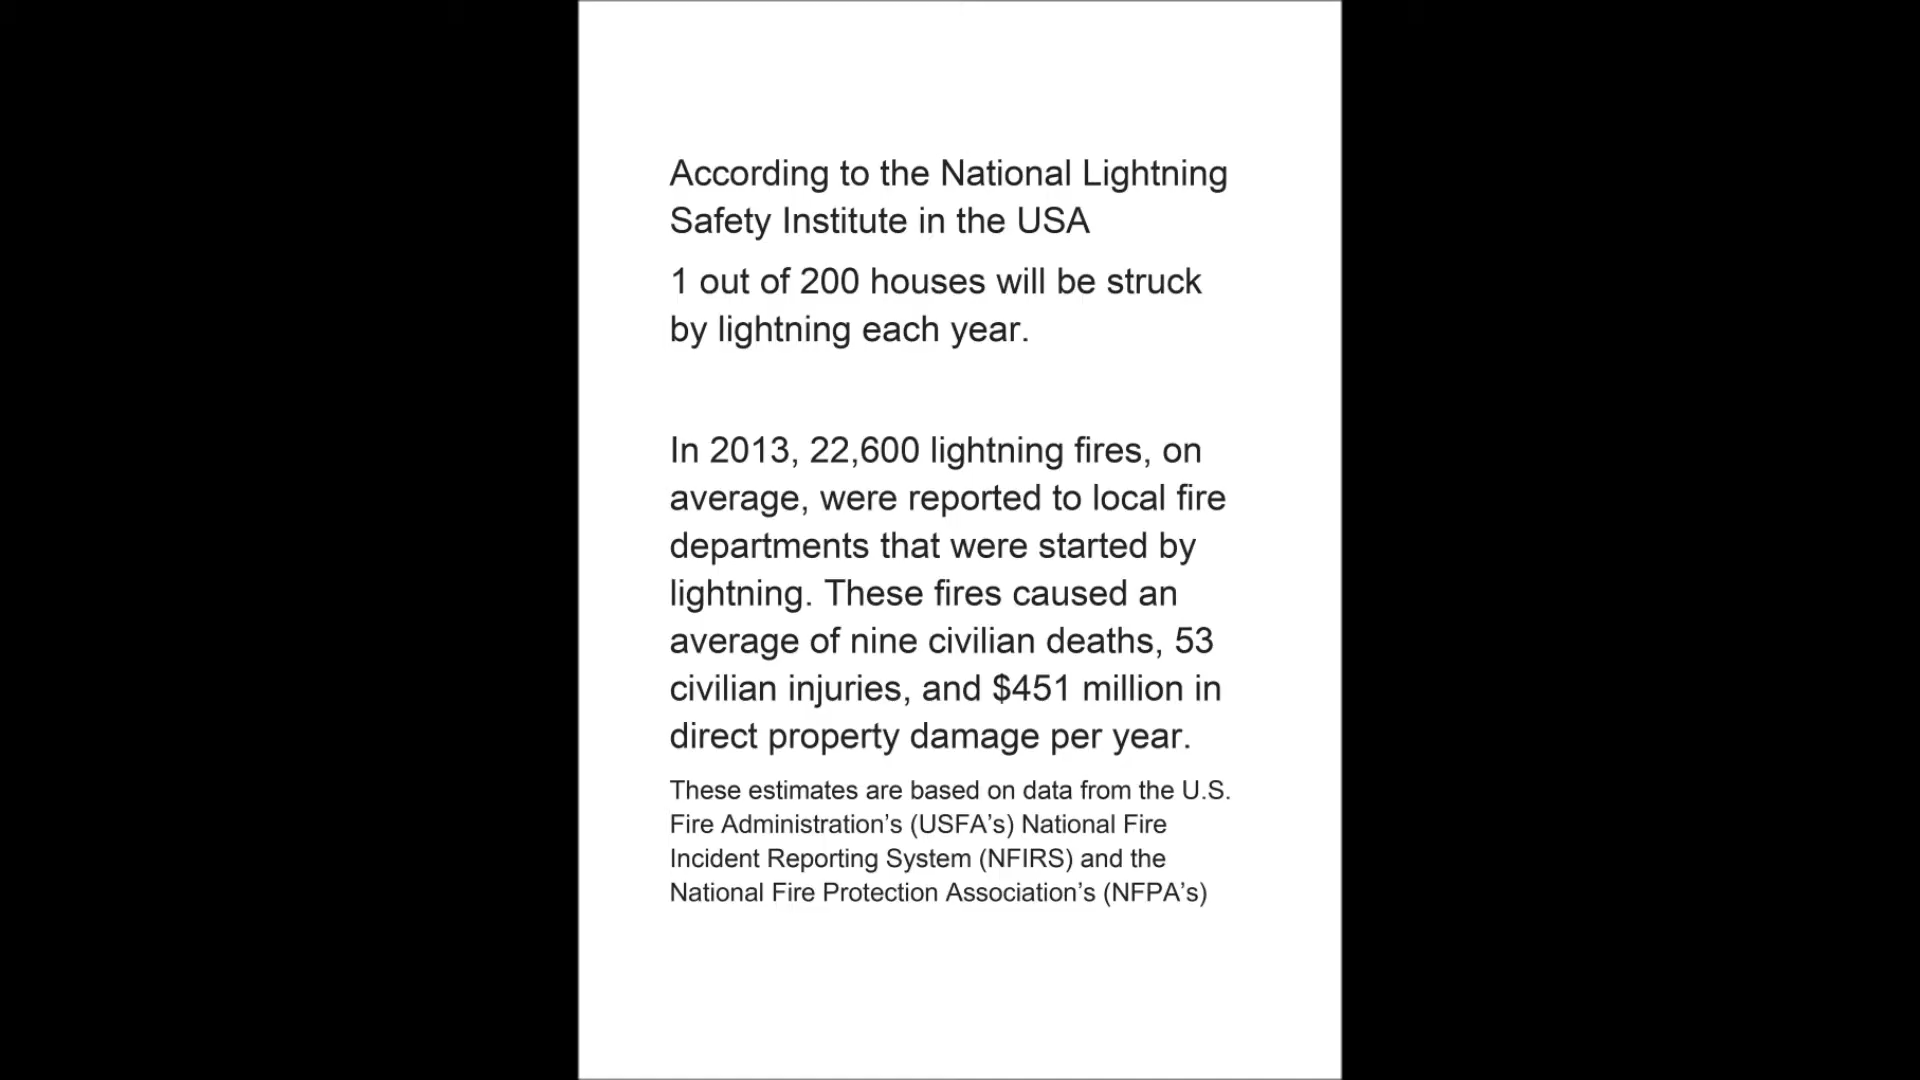 According to the National Lightning
Safety Institute in the USA
1 out of 200 houses will be struck
by lightning each year.
In 2013, 22,600 lightning fires, on
average, were reported to local fire
departments that were started by
lightning. These fires caused an
average of nine civilian deaths, 53
civilian injuries, and $451 million in
direct property damage per year.
These estimates are based on data from the U.S.
Fire Administration’s (USFA’s) National Fire
Incident Reporting System (NFIRS) and the
National Fire Protection Association’s (NFPA’s)